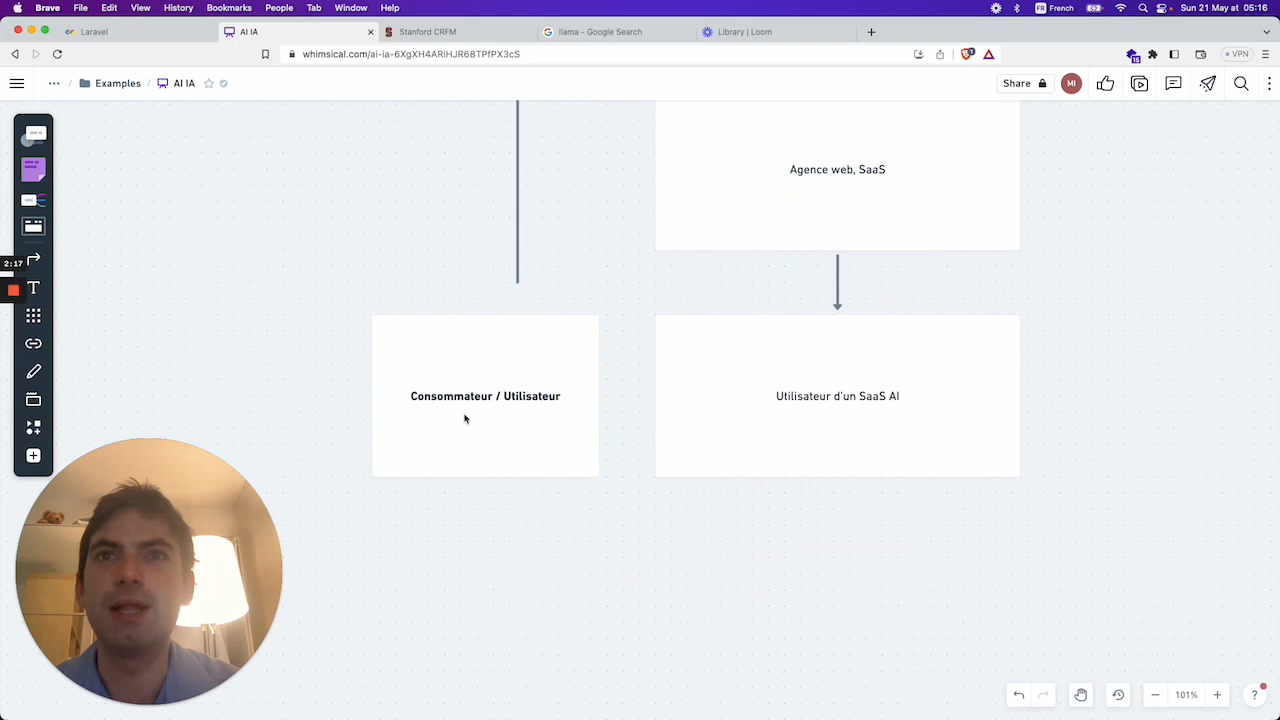 Brave File Edit View History Bookmarks People Tab Window Help
FR French
Sun 21 May at 05:16
Laravel
AI IA
Stanford CRFM
llama - Google Search
Library | Loom
whimsical.com/ai-ia-6XgXH4ARiHJR68TPfPX3cS
VPN
Examples / AI IA
Share
MI
Agence web, SaaS
2:17
T
Consommateur / Utilisateur
Utilisateur d'un SaaS AI
101%
?